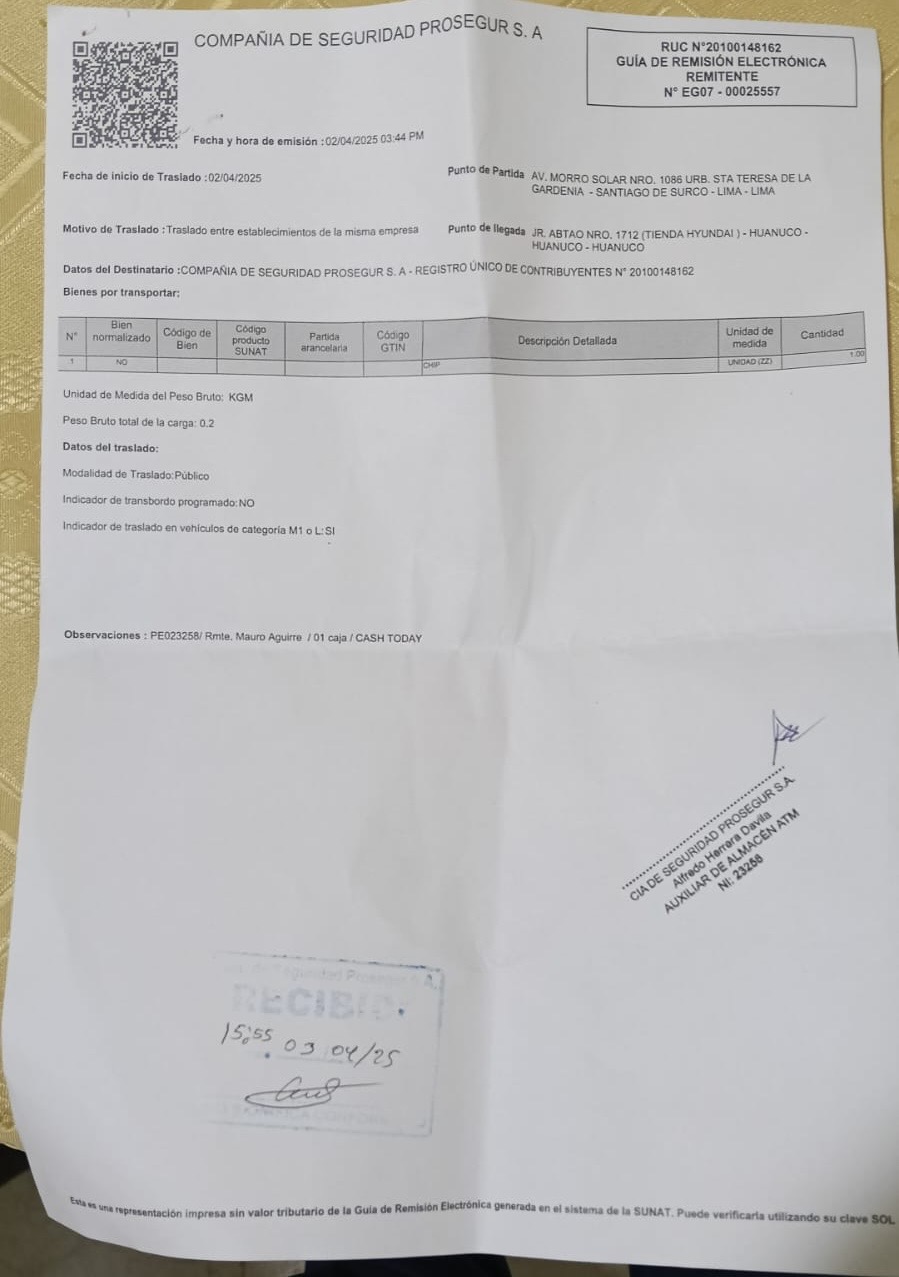 COMPAÑIA DE SEGURIDAD PROSEGUR S. A
RUC N°20100148162
GUÍA DE REMISIÓN ELECTRÓNICA
REMITENTE
N° EG07 - 00025557
Fecha y hora de emisión :02/04/2025 03:44 PM
Fecha de inicio de Traslado :02/04/2025
Punto de Partida AV. MORRO SOLAR NRO. 1086 URB. STA TERESA DE LA
GARDENIA - SANTIAGO DE SURCO - LIMA - LIMA
Motivo de Traslado :Traslado entre establecimientos de la misma empresa
Punto de llegada JR. ABTAO NRO. 1712 (TIENDA HYUNDAI ) - HUANUCO -
HUANUCO - HUANUCO
Datos del Destinatario :COMPAÑIA DE SEGURIDAD PROSEGUR S. A - REGISTRO ÚNICO DE CONTRIBUYENTES N° 20100148162
Bienes por transportar:
N° Bien normalizado Código de Bien Código producto SUNAT Partida arancelaria Código GTIN Descripción Detallada Unidad de medida Cantidad
1 NO CHIP UNIDAD (ZZ) 1.00
Unidad de Medida del Peso Bruto: KGM
Peso Bruto total de la carga: 0.2
Datos del traslado:
Modalidad de Traslado:Público
Indicador de transbordo programado:NO
Indicador de traslado en vehículos de categoría M1 o L:SI
Observaciones : PE023258/ Rmte. Mauro Aguirre / 01 caja / CASH TODAY
CIA DE SEGURIDAD PROSEGUR S.A.
Alfredo Herrera Davila
AUXILIAR DE ALMACÉN ATM
NI: 23258
RECIBIDO
15:55 03 04/25
Esta es una representación impresa sin valor tributario de la Guía de Remisión Electrónica generada en el sistema de la SUNAT. Puede verificarla utilizando su clave SOL